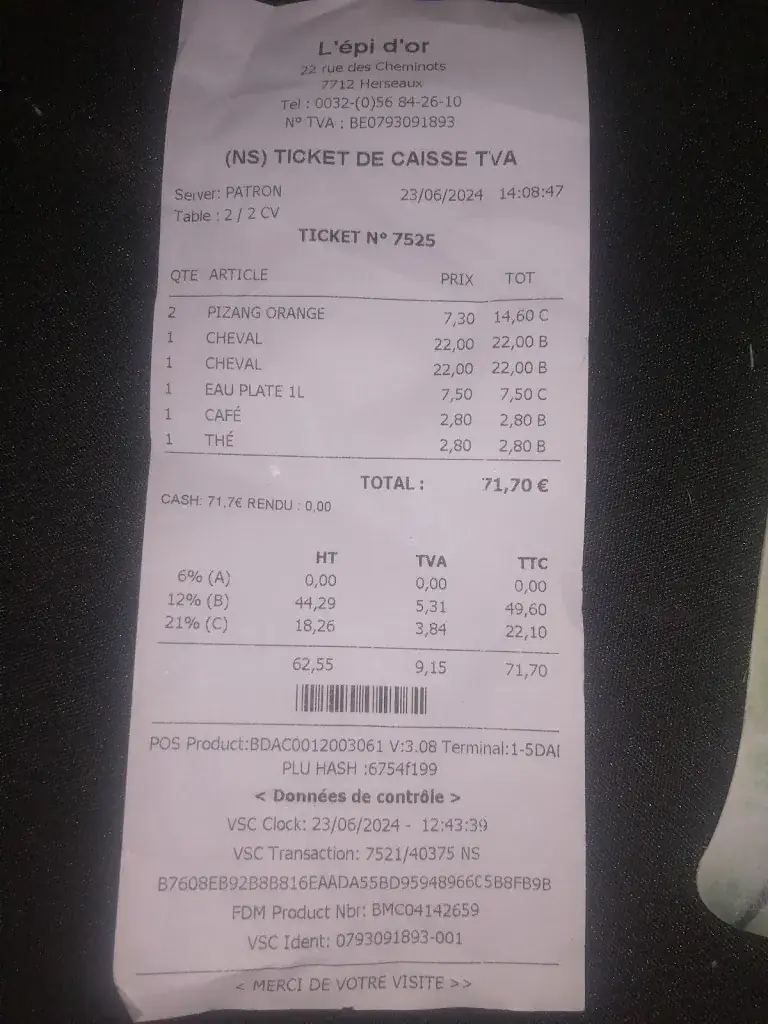 L'épi d'or
22 rue des Cheminots
7712 Herseaux
Tel : 0032-(0)56 84-26-10
N° TVA : BE0793091893
(NS) TICKET DE CAISSE TVA
Server: PATRON 23/06/2024 14:08:47
Table : 2 / 2 CV
TICKET N° 7525
QTE ARTICLE PRIX TOT
2 PIZANG ORANGE 7,30 14,60 C
1 CHEVAL 22,00 22,00 B
1 CHEVAL 22,00 22,00 B
1 EAU PLATE 1L 7,50 7,50 C
1 CAFÉ 2,80 2,80 B
1 THÉ 2,80 2,80 B
TOTAL : 71,70 €
CASH: 71,7€ RENDU : 0,00
HT TVA TTC
6% (A) 0,00 0,00 0,00
12% (B) 44,29 5,31 49,60
21% (C) 18,26 3,84 22,10
62,55 9,15 71,70
POS Product:BDAC0012003061 V:3.08 Terminal:1-5DAI
PLU HASH :6754f199
< Données de contrôle >
VSC Clock: 23/06/2024 - 12:43:39
VSC Transaction: 7521/40375 NS
B7608EB92B8B816EAADA55BD95948966C5B8FB9B
FDM Product Nbr: BMC04142659
VSC Ident: 0793091893-001
< MERCI DE VOTRE VISITE >>